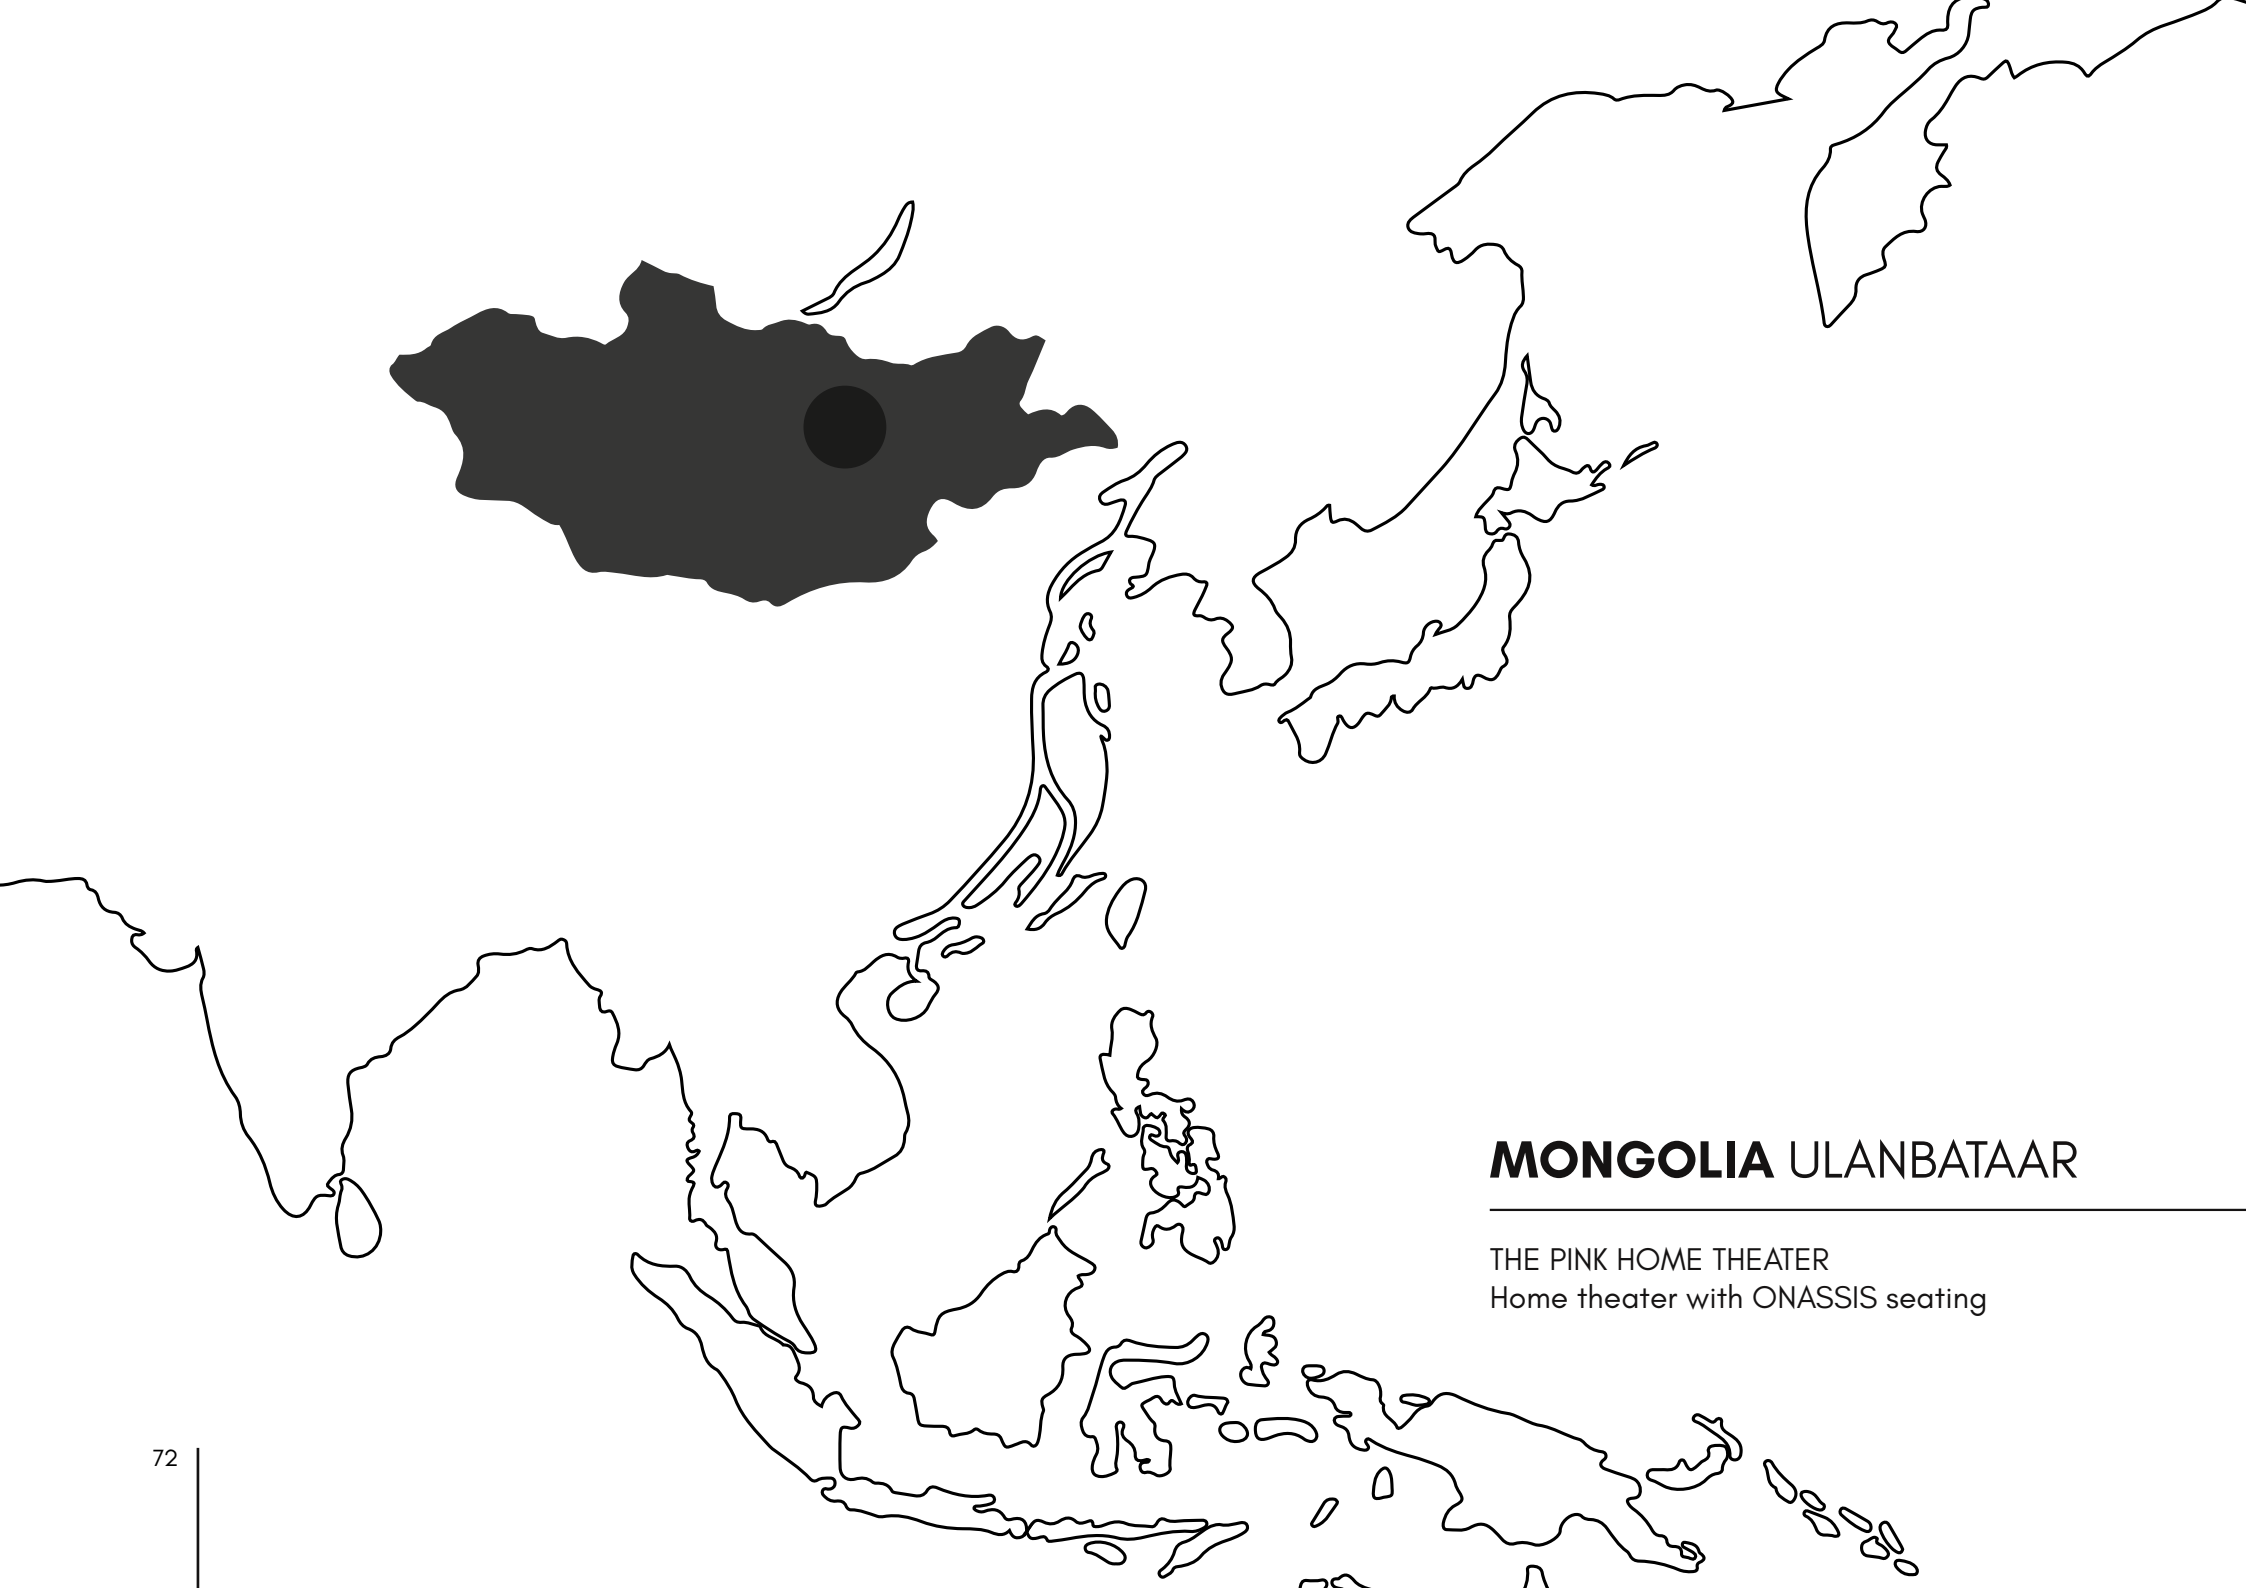 MONGOLIA ULANBATAAR
THE PINK HOME THEATER
Home theater with ONASSIS seating
72